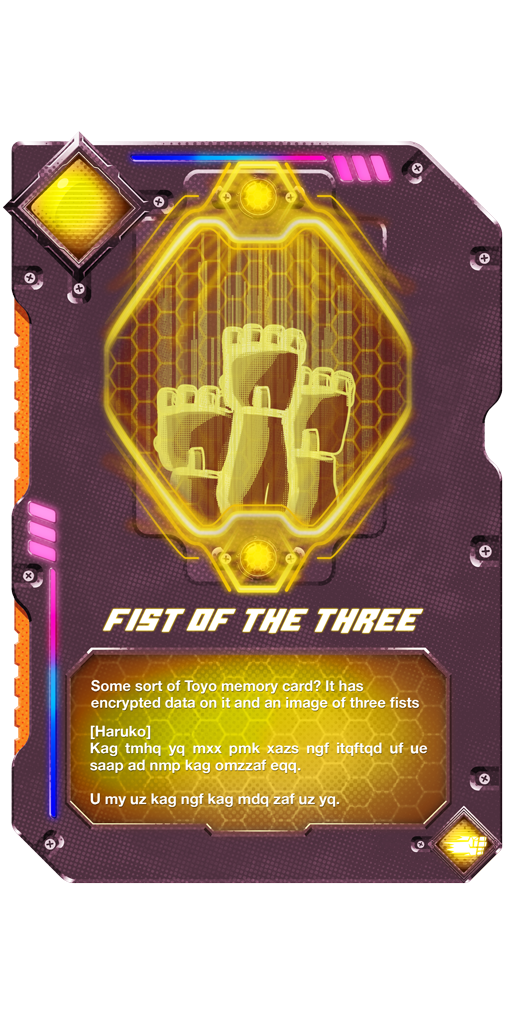 FIST OF THE THREE
Some sort of Toyo memory card? It has
encrypted data on it and an image of three fists
[Haruko]
Kag tmhq yq mxx pmk xazs ngf itqftqd uf ue
saap ad nmp kag omzzaf eqq.
U my uz kag ngf kag mdq zaf uz yq.